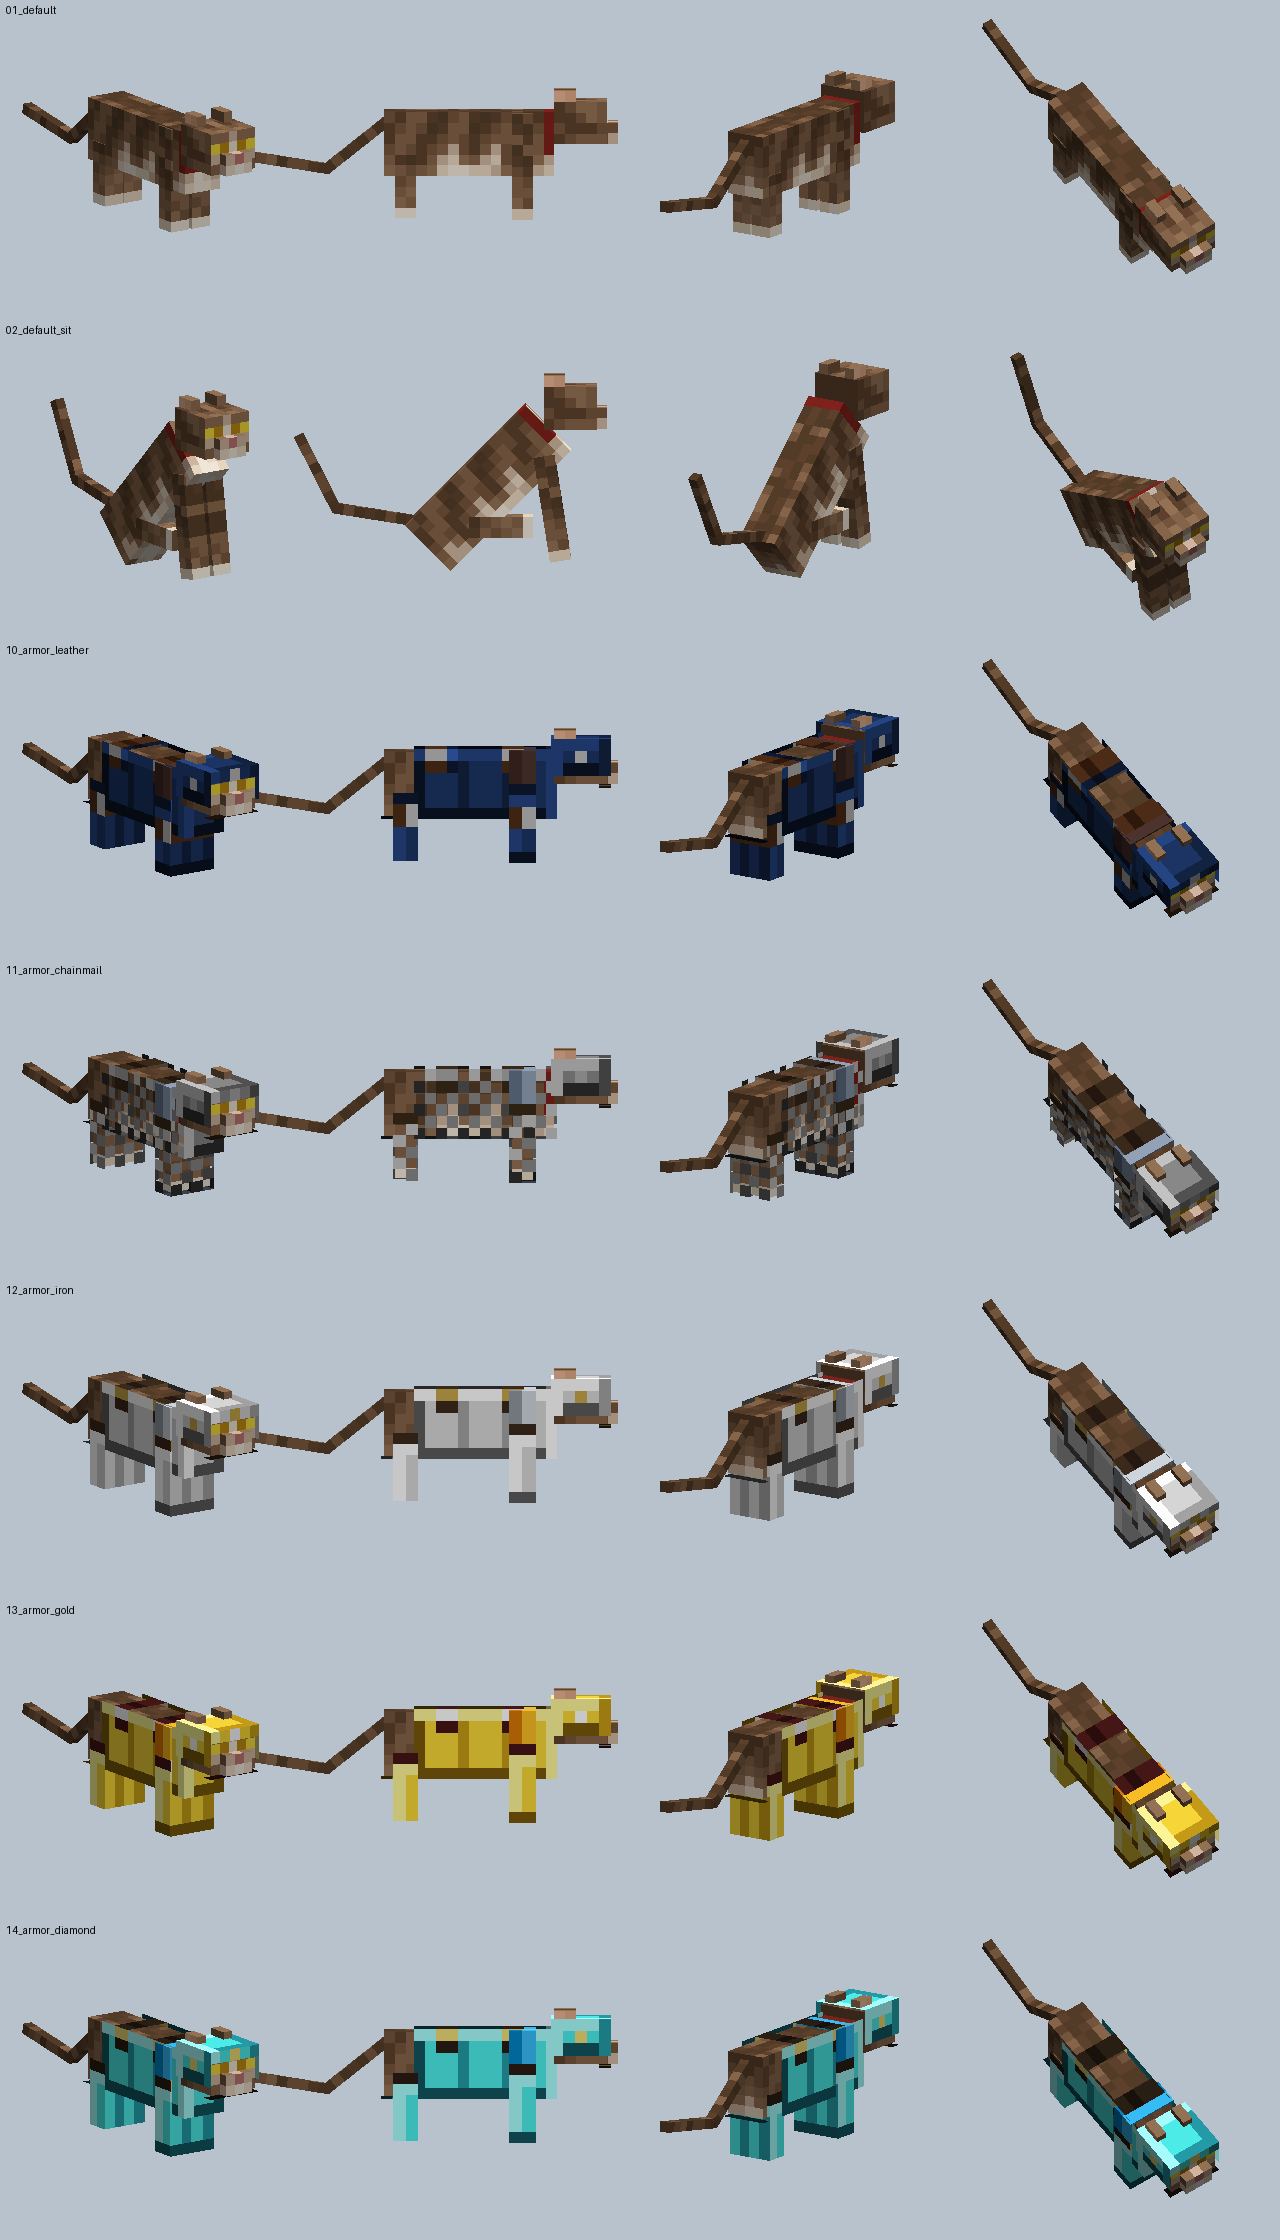 01_default
02_default_sit
10_armor_leather
11_armor_chainmail
12_armor_iron
13_armor_gold
14_armor_diamond